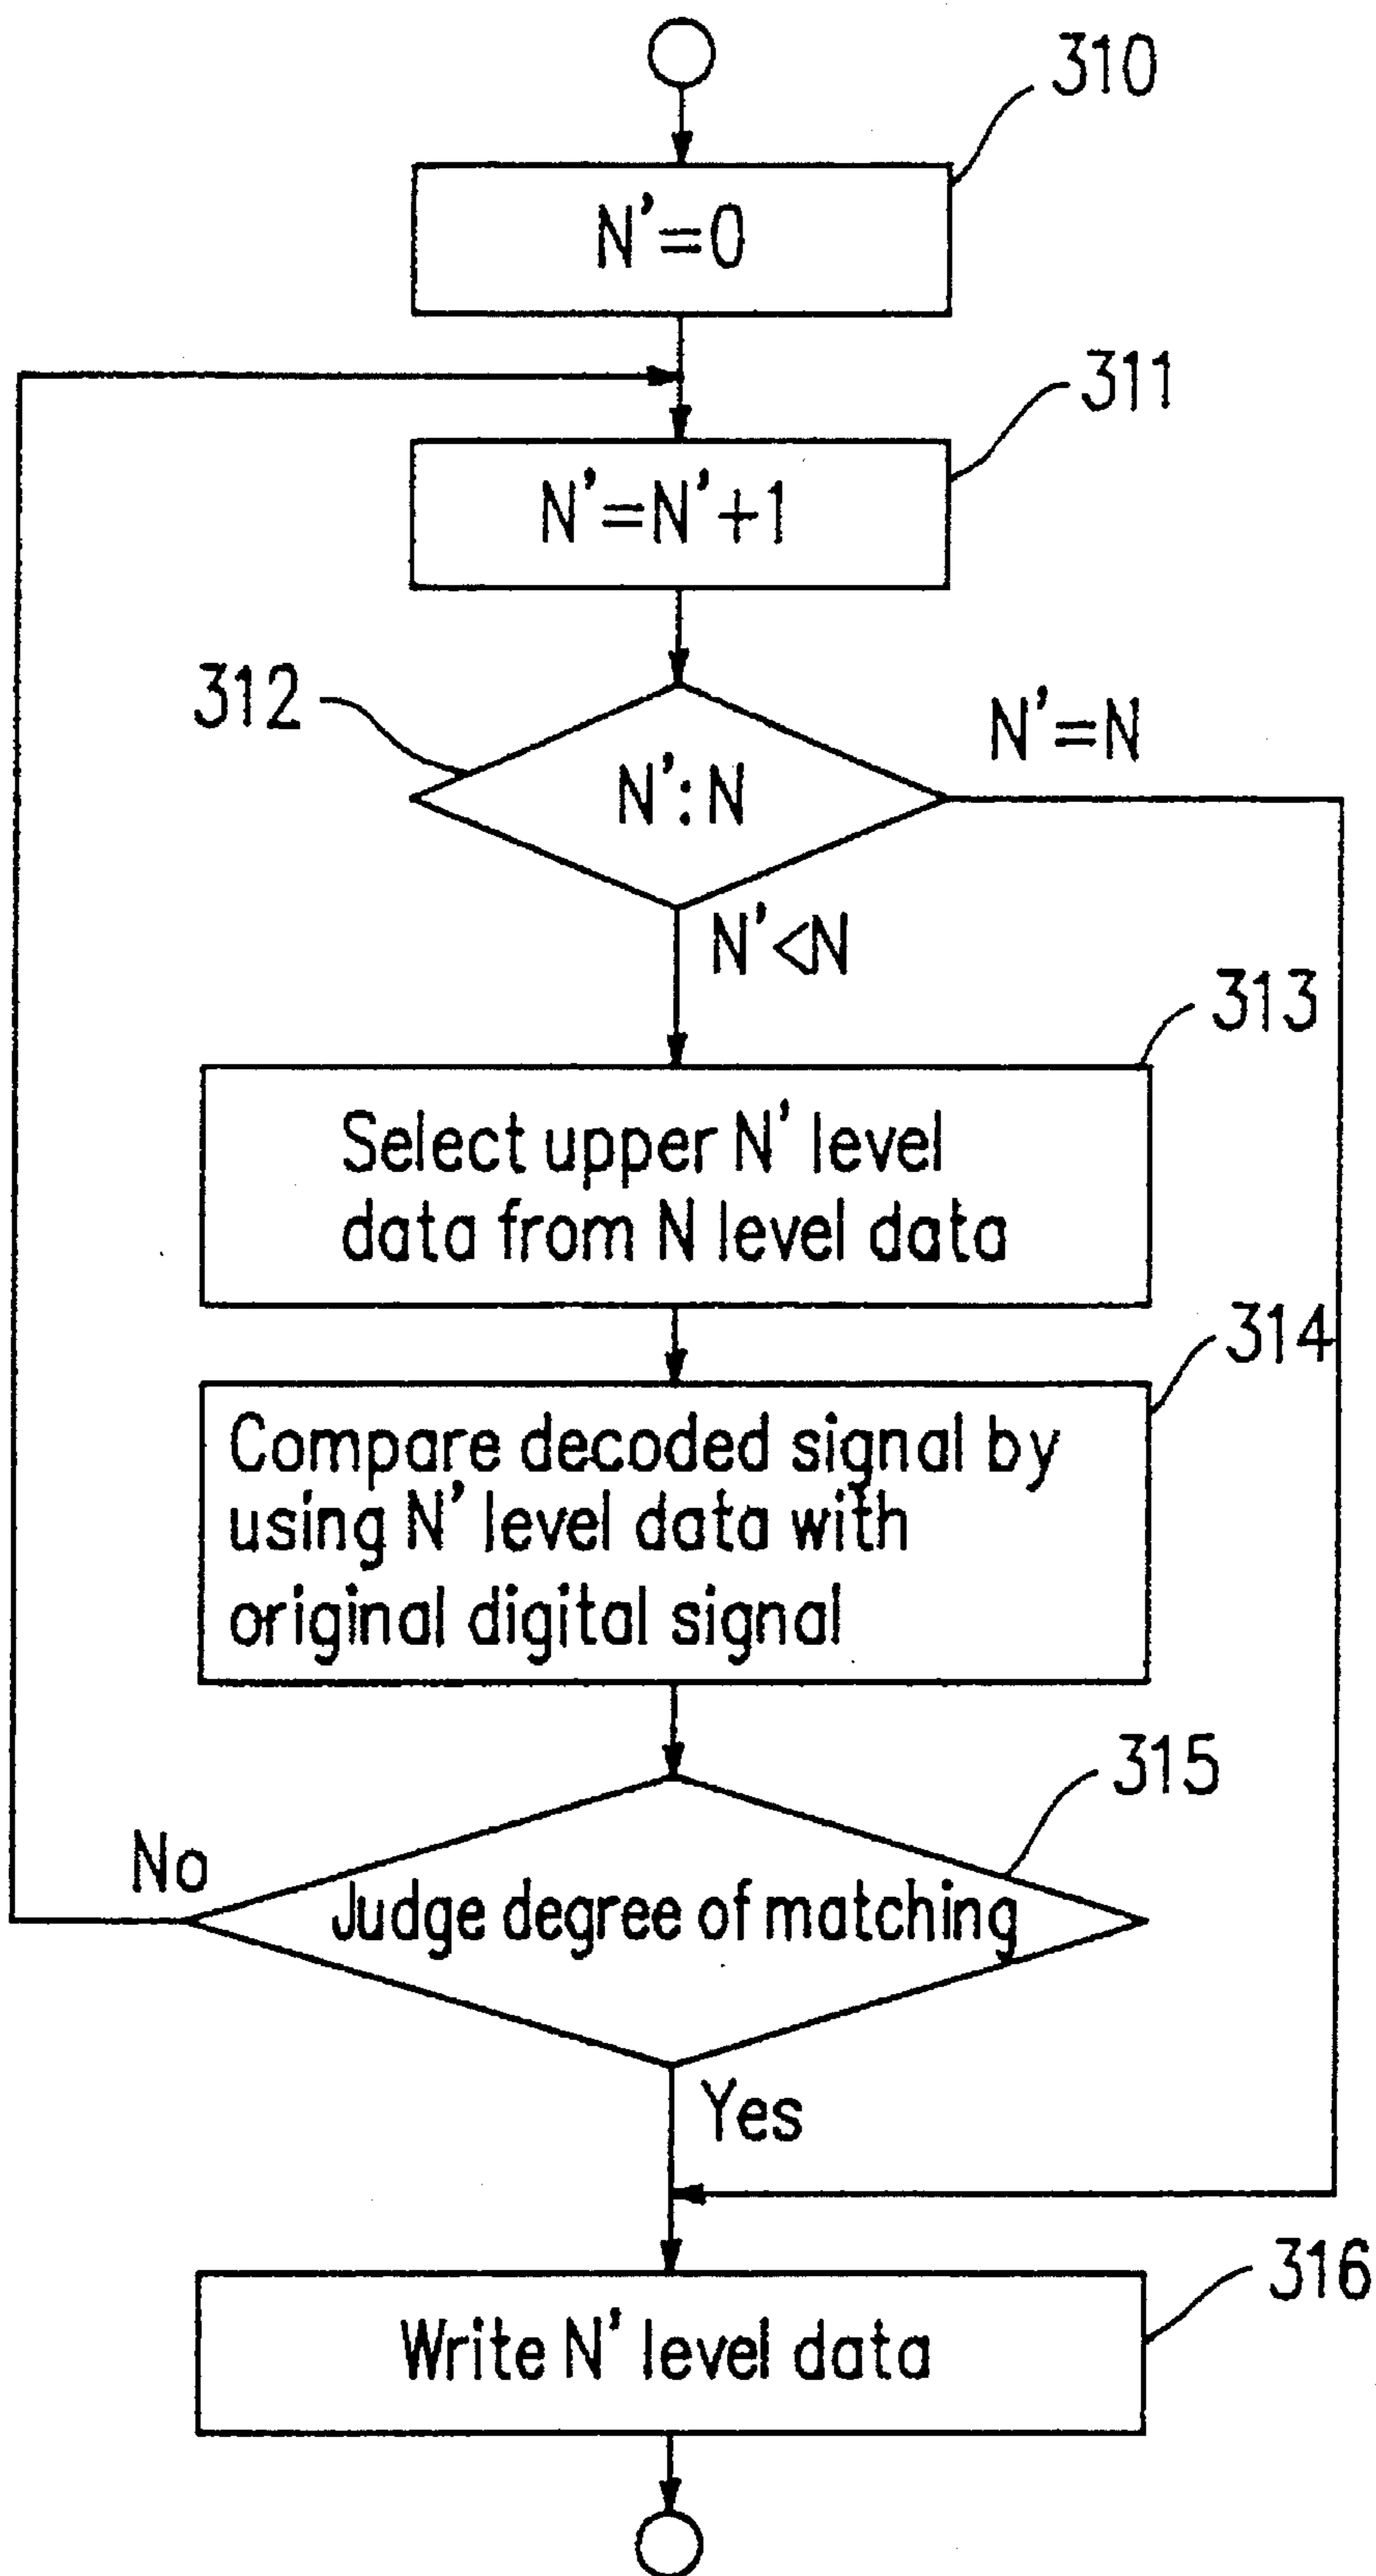 310
N'=0
311
N'=N'+1
312
N'=N
N':N
N'<N
313
Select upper N' level
data from N level data
314
Compare decoded signal by
using N' level data with
original digital signal
315
No
Judge degree of matching
Yes
316
Write N' level data